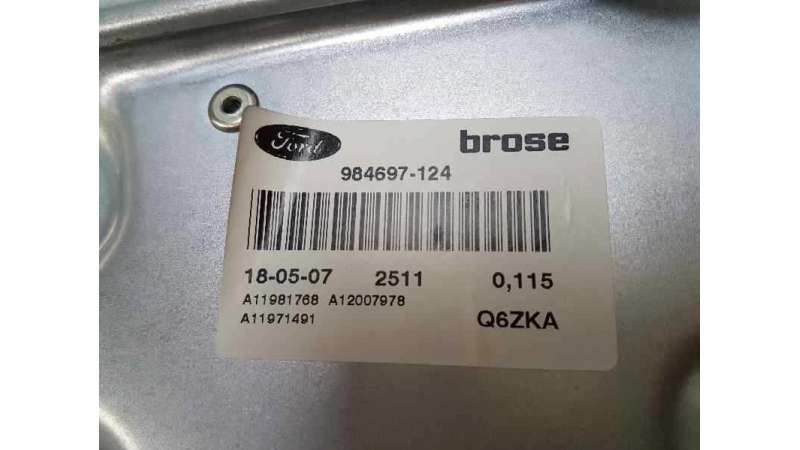 Ford brose
984697-124
18-05-07 2511 0,115
A11981768 A12007978
A11971491 Q6ZKA